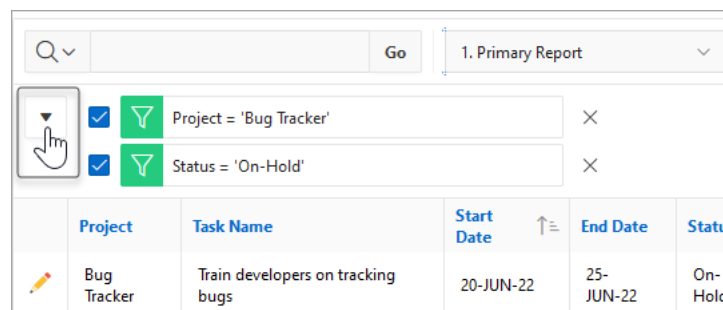 Go
1. Primary Report
Project = 'Bug Tracker'
Status = 'On-Hold'
Project
Task Name
Start
Date
End Date
Bug
Tracker
Train developers on tracking
bugs
20-JUN-22
25-
JUN-22
On-